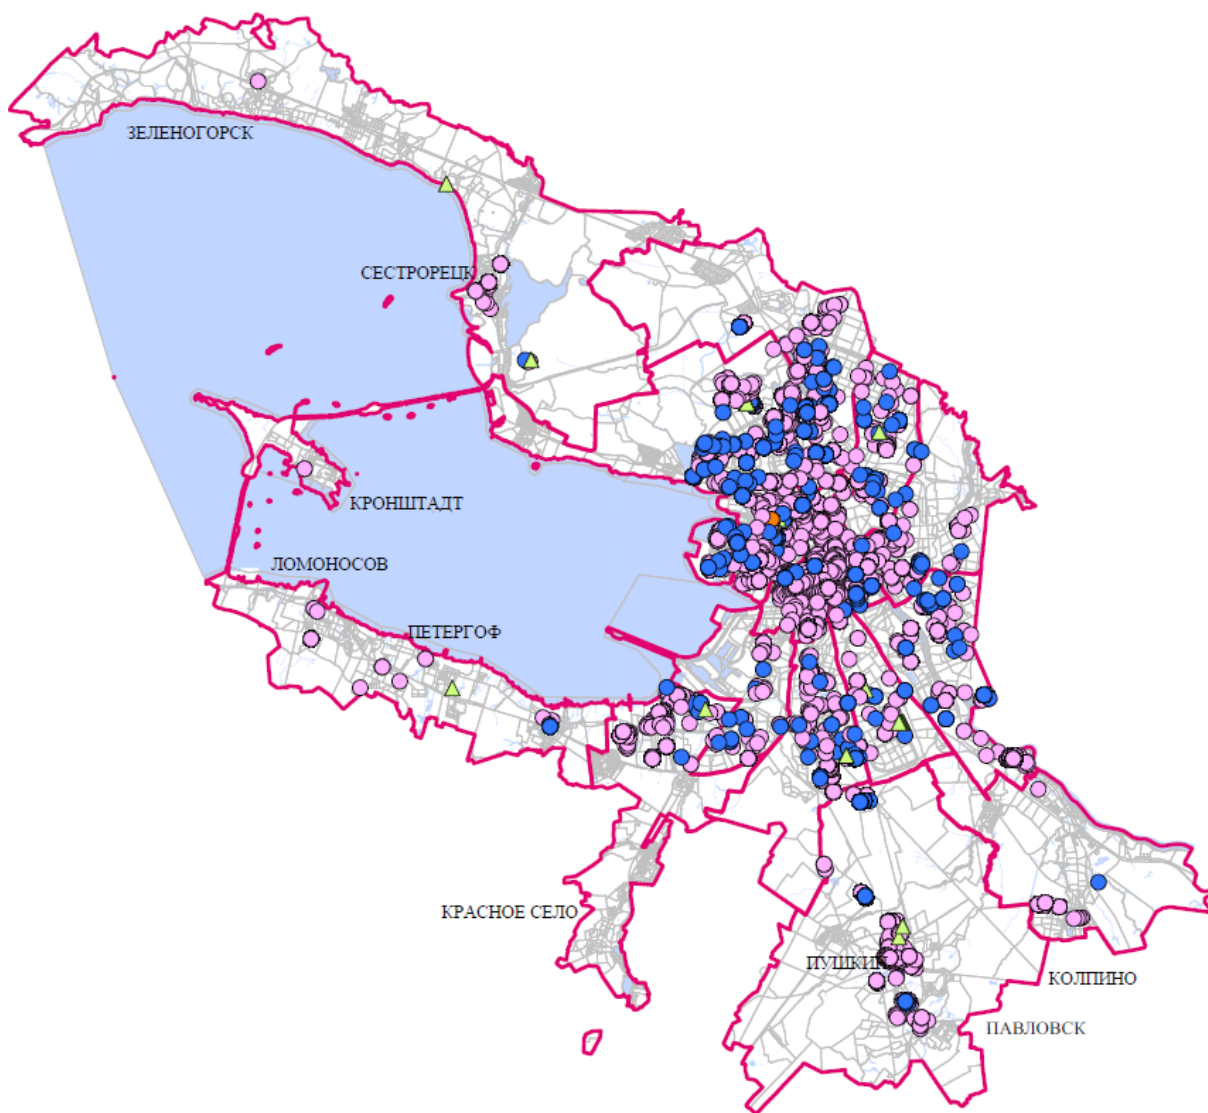 ЗЕЛЕНОГОРСК
СЕСТРОРЕЦК
КРОНШТАДТ
ЛОМОНОСОВ
ПЕТЕРГОФ
КРАСНОЕ СЕЛО
ПУШКИН
КОЛПИНО
ПАВЛОВСК